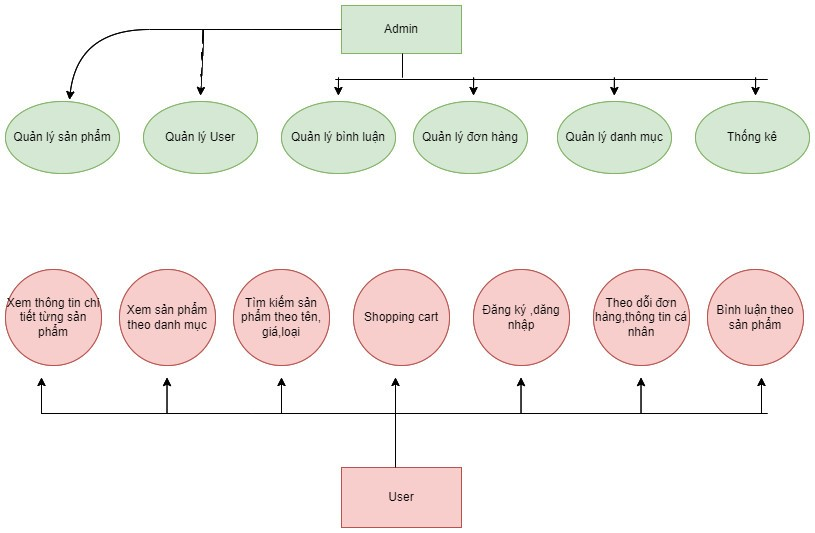 Admin
Quản lý sản phẩm
Quản lý User
Quản lý bình luận
Quản lý đơn hàng
Quản lý danh mục
Thống kê
Xem thông tin chi
tiết từng sản
phẩm
Xem sản phẩm
theo danh mục
Tìm kiếm sản
phẩm theo tên,
giá,loại
Shopping cart
Đăng ký ,đăng
nhập
Theo dỗi đơn
hàng,thông tin cá
nhân
Bình luận theo
sản phẩm
User